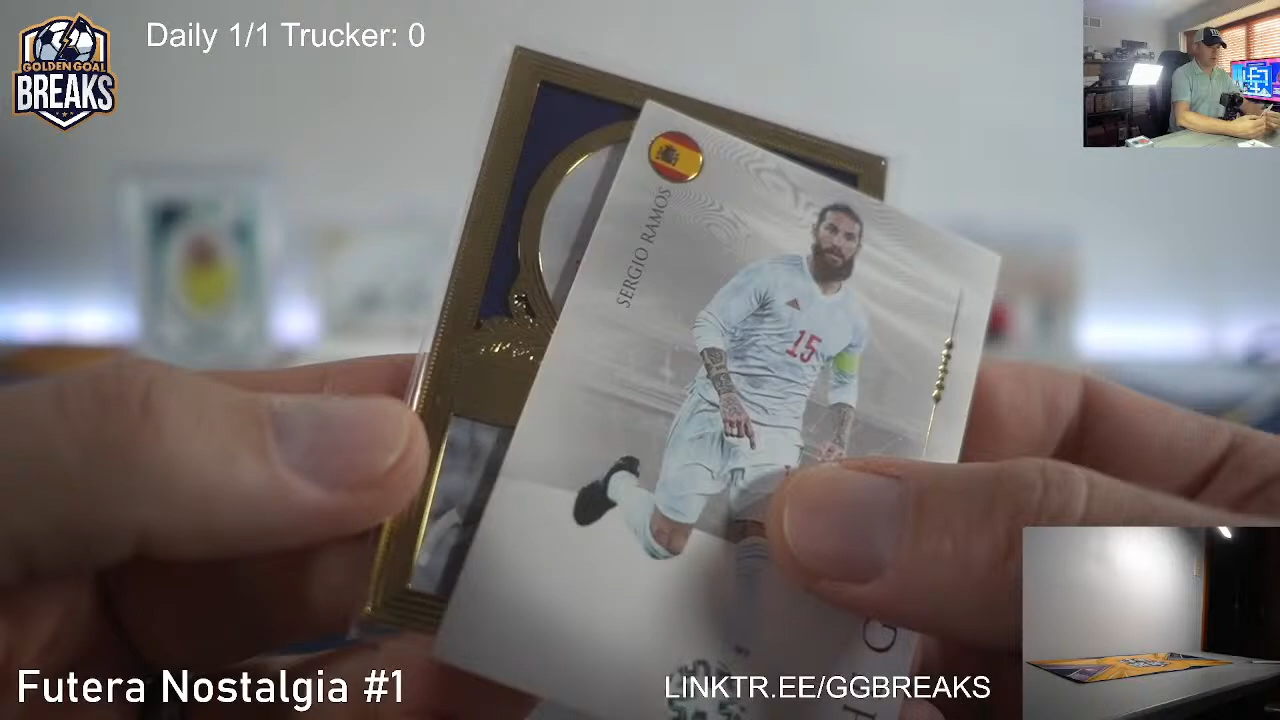 GOLDEN GOAL
BREAKS
Daily 1/1 Trucker: 0
SERGIO RAMOS
15
Futera Nostalgia #1
LINKTR.EE/GGBREAKS